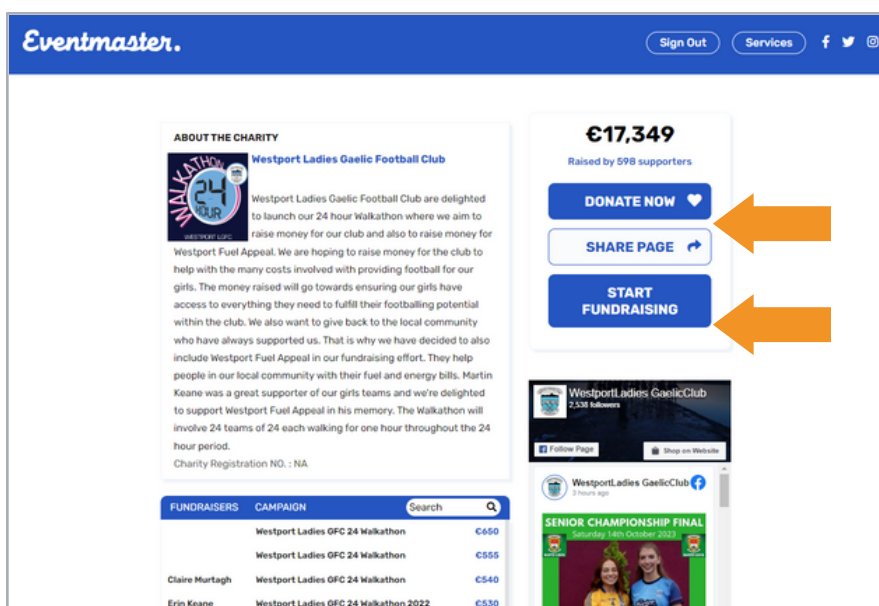 Eventmaster.
Sign Out
Services
ABOUT THE CHARITY
WALKATHON
24
HOUR
WESTPORT LGFC
Westport Ladies Gaelic Football Club
Westport Ladies Gaelic Football Club are delighted
to launch our 24 hour Walkathon where we aim to
raise money for our club and also to raise money for
Westport Fuel Appeal. We are hoping to raise money for the club to
help with the many costs involved with providing football for our
girls. The money raised will go towards ensuring our girls have
access to everything they need to fulfill their footballing potential
within the club. We also want to give back to the local community
who have always supported us. That is why we have decided to also
include Westport Fuel Appeal in our fundraising effort. They help
people in our local community with their fuel and energy bills. Martin
Keane was a great supporter of our girls teams and we're delighted
to support Westport Fuel Appeal in his memory. The Walkathon will
involve 24 teams of 24 each walking for one hour throughout the 24
hour period.
Charity Registration NO. : NA
€17,349
Raised by 598 supporters
DONATE NOW
SHARE PAGE
START
FUNDRAISING
WestportLadies GaelicClub
2,538 followers
Follow Page
Shop on Website
WestportLadies GaelicClub
3 hours ago
SENIOR CHAMPIONSHIP FINAL
Saturday 14th October 2023
FUNDRAISERS CAMPAIGN Search
Westport Ladies GFC 24 Walkathon €650
Westport Ladies GFC 24 Walkathon €555
Claire Murtagh Westport Ladies GFC 24 Walkathon €540
Erin Keane Westport Ladies GFC 24 Walkathon 2022 €530